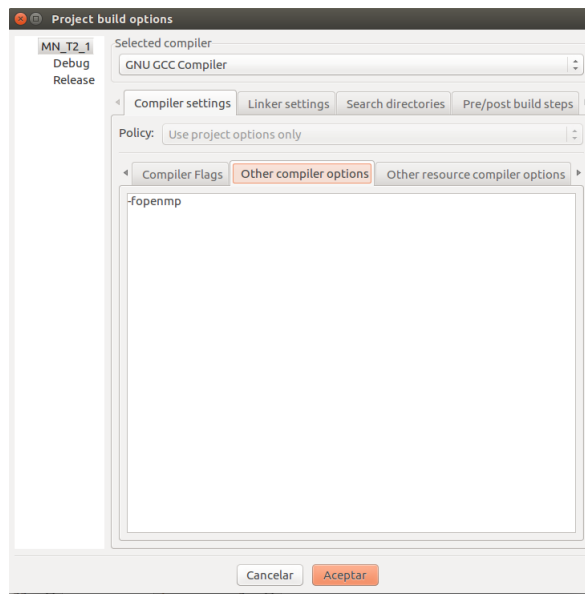 Project build options
MN_T2_1
Debug
Release
Selected compiler
GNU GCC Compiler
Compiler settings Linker settings Search directories Pre/post build steps
Policy: Use project options only
Compiler Flags Other compiler options Other resource compiler options
-fopenmp
Cancelar Aceptar